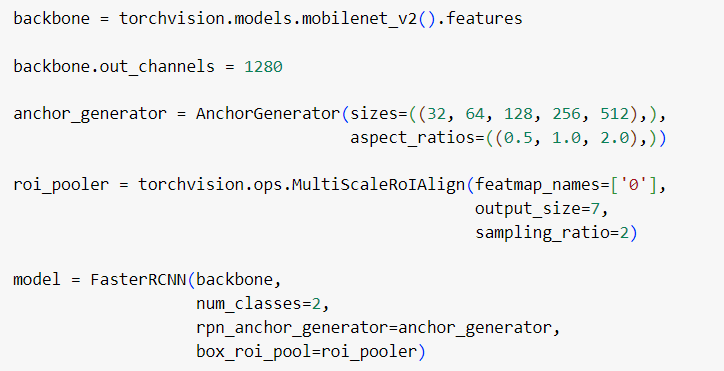 backbone = torchvision.models.mobilenet_v2().features
backbone.out_channels = 1280
anchor_generator = AnchorGenerator(sizes=((32, 64, 128, 256, 512),),
aspect_ratios=((0.5, 1.0, 2.0),))
roi_pooler = torchvision.ops.MultiScaleRoIAlign(featmap_names=['0'],
output_size=7,
sampling_ratio=2)
model = FasterRCNN(backbone,
num_classes=2,
rpn_anchor_generator=anchor_generator,
box_roi_pool=roi_pooler)